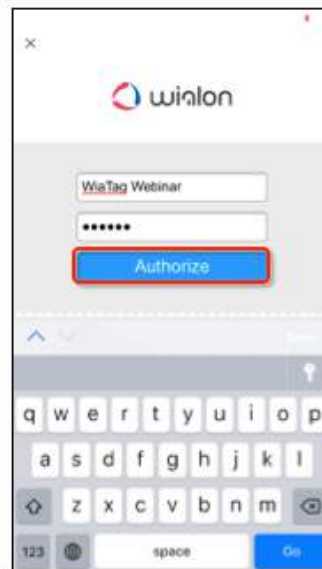 ×
wialon
WiaTag Webinar
••••••
Authorize
q w e r t y u i o p
a s d f g h j k l
z x c v b n m
123 space Go